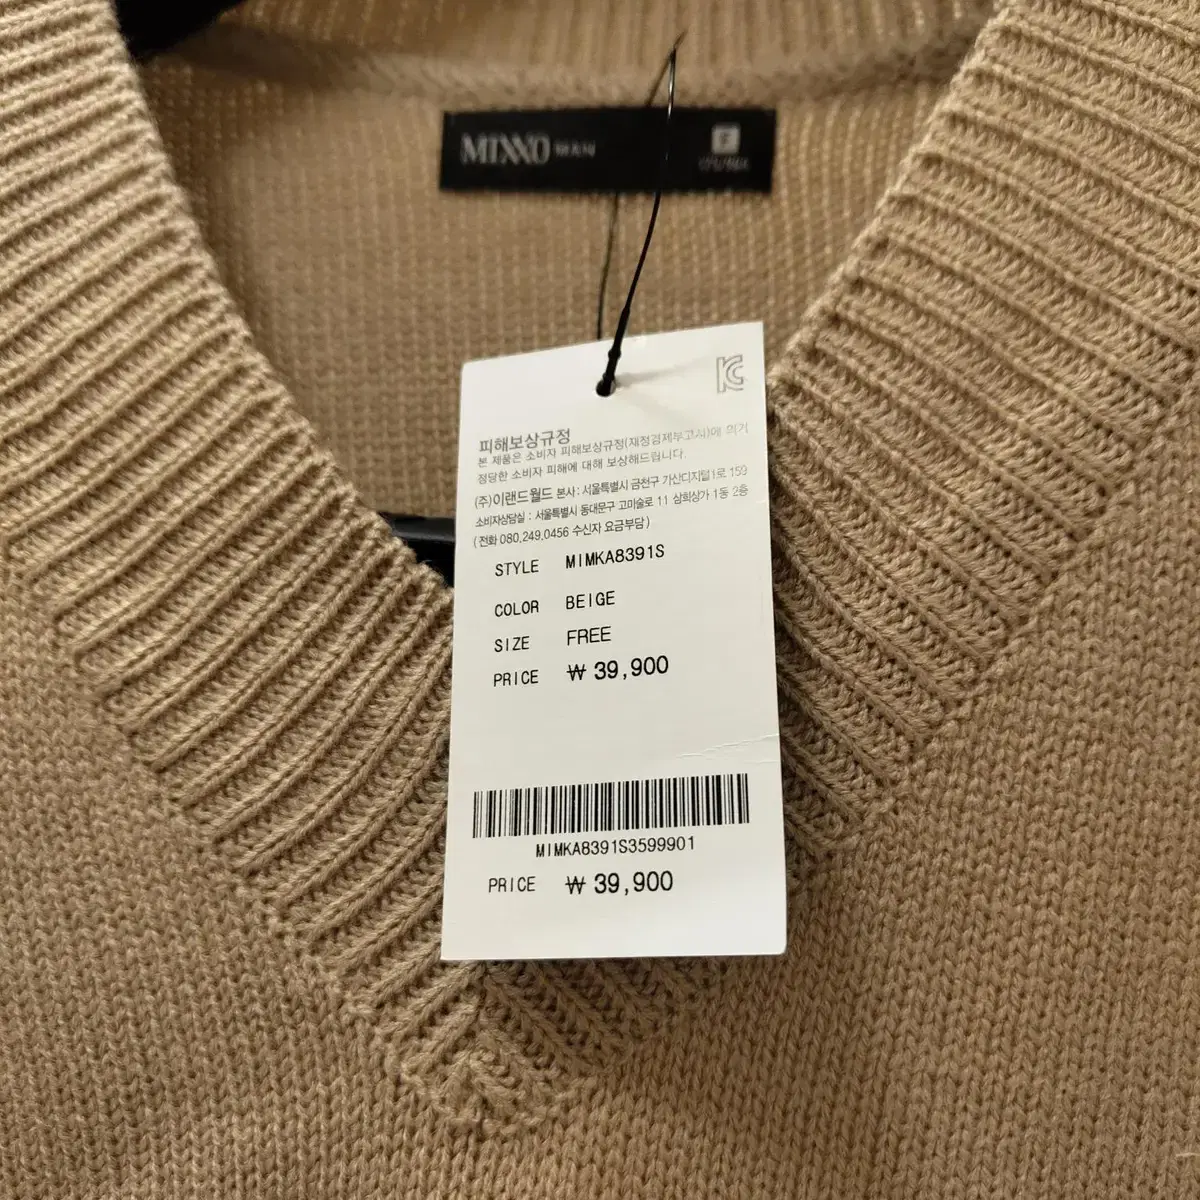 MIXXO MAN
F
KC
피해보상규정
본 제품은 소비자 피해보상규정(재정경제부고시)에 의거
정당한 소비자 피해에 대해 보상해드립니다.
(주)이랜드월드 본사 : 서울특별시 금천구 가산디지털1로 159
소비자상담실 : 서울특별시 동대문구 고미술로 11 삼희상가 1동 2층
(전화 080.249.0456 수신자 요금부담)
STYLE MIMKA8391S
COLOR BEIGE
SIZE FREE
PRICE ₩ 39,900
MIMKA8391S3599901
PRICE ₩ 39,900